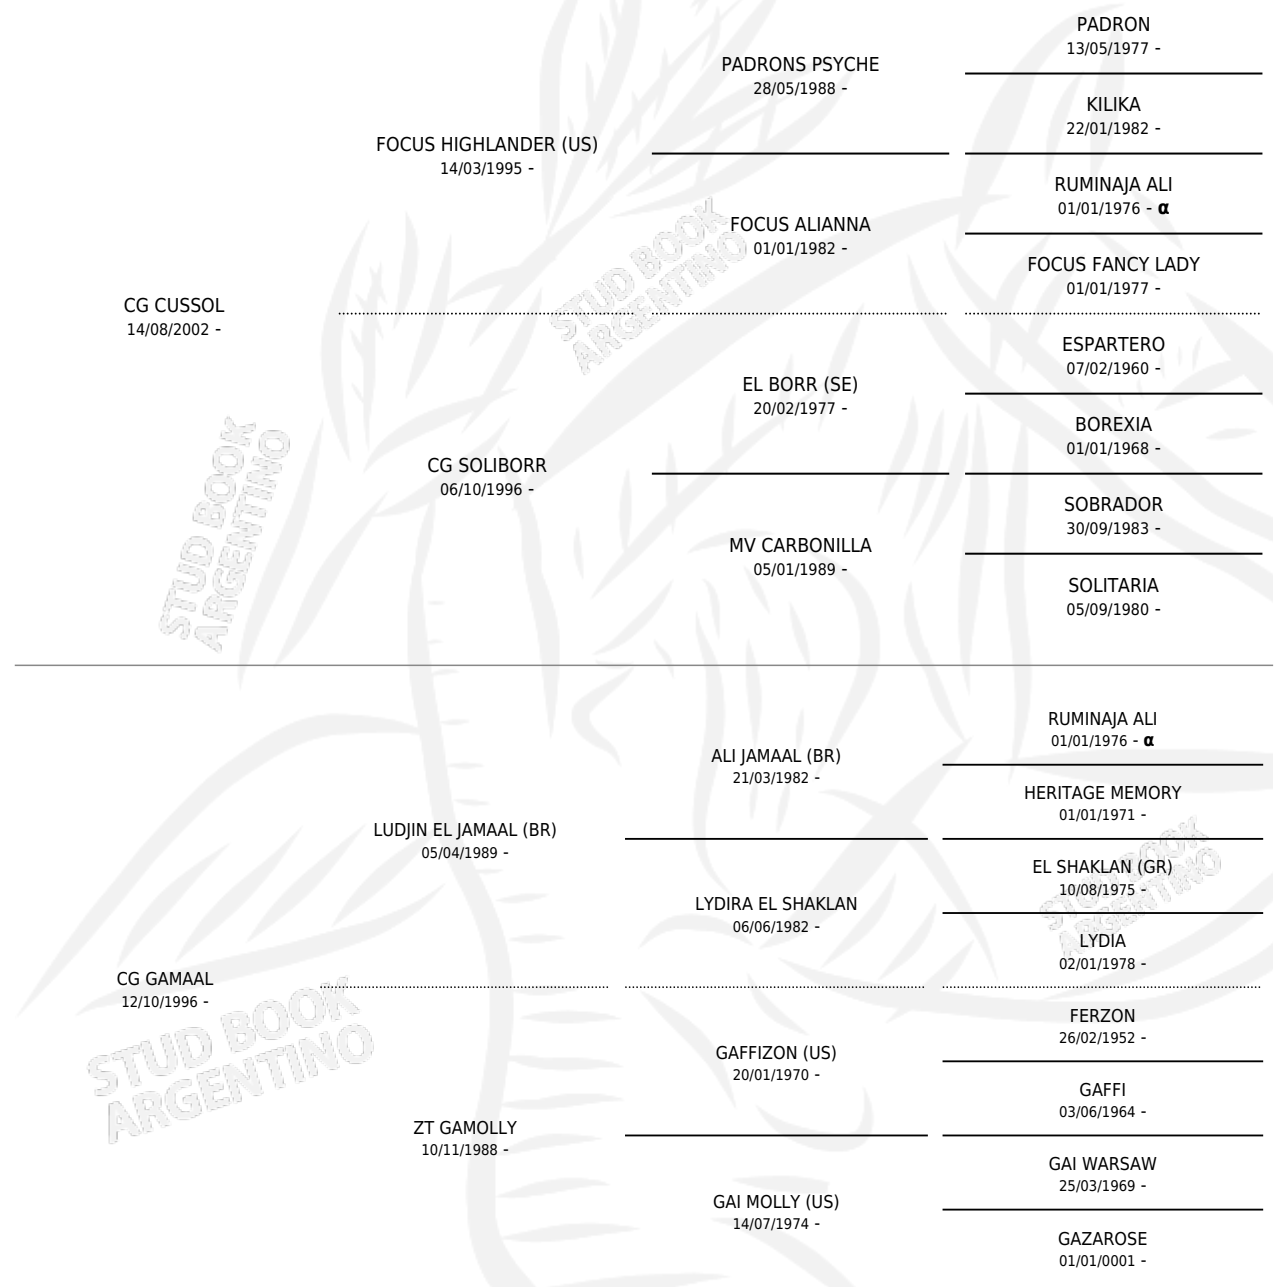 PADRON
13/05/1977 -
PADRONS PSYCHE
28/05/1988 -
KILIKA
22/01/1982 -
FOCUS HIGHLANDER (US)
14/03/1995 -
RUMINAJA ALI
01/01/1976 - α
FOCUS ALIANNA
01/01/1982 -
FOCUS FANCY LADY
01/01/1977 -
CG CUSSOL
14/08/2002 -
STUD BOOK
ARGENTINO
ESPARTERO
07/02/1960 -
EL BORR (SE)
20/02/1977 -
BOREXIA
01/01/1968 -
CG SOLIBORR
06/10/1996 -
SOBRADOR
30/09/1983 -
MV CARBONILLA
05/01/1989 -
SOLITARIA
05/09/1980 -
STUD BOOK
ARGENTINO
RUMINAJA ALI
01/01/1976 - α
ALI JAMAAL (BR)
21/03/1982 -
HERITAGE MEMORY
01/01/1971 -
LUDJIN EL JAMAAL (BR)
05/04/1989 -
EL SHAKLAN (GR)
10/08/1975 -
LYDIRA EL SHAKLAN
06/06/1982 -
LYDIA
02/01/1978 -
STUD BOOK
ARGENTINO
CG GAMAAL
12/10/1996 -
FERZON
26/02/1952 -
GAFFIZON (US)
20/01/1970 -
GAFFI
03/06/1964 -
ZT GAMOLLY
10/11/1988 -
GAI WARSAW
25/03/1969 -
GAI MOLLY (US)
14/07/1974 -
GAZAROSE
01/01/0001 -
STUD BOOK
ARGENTINO